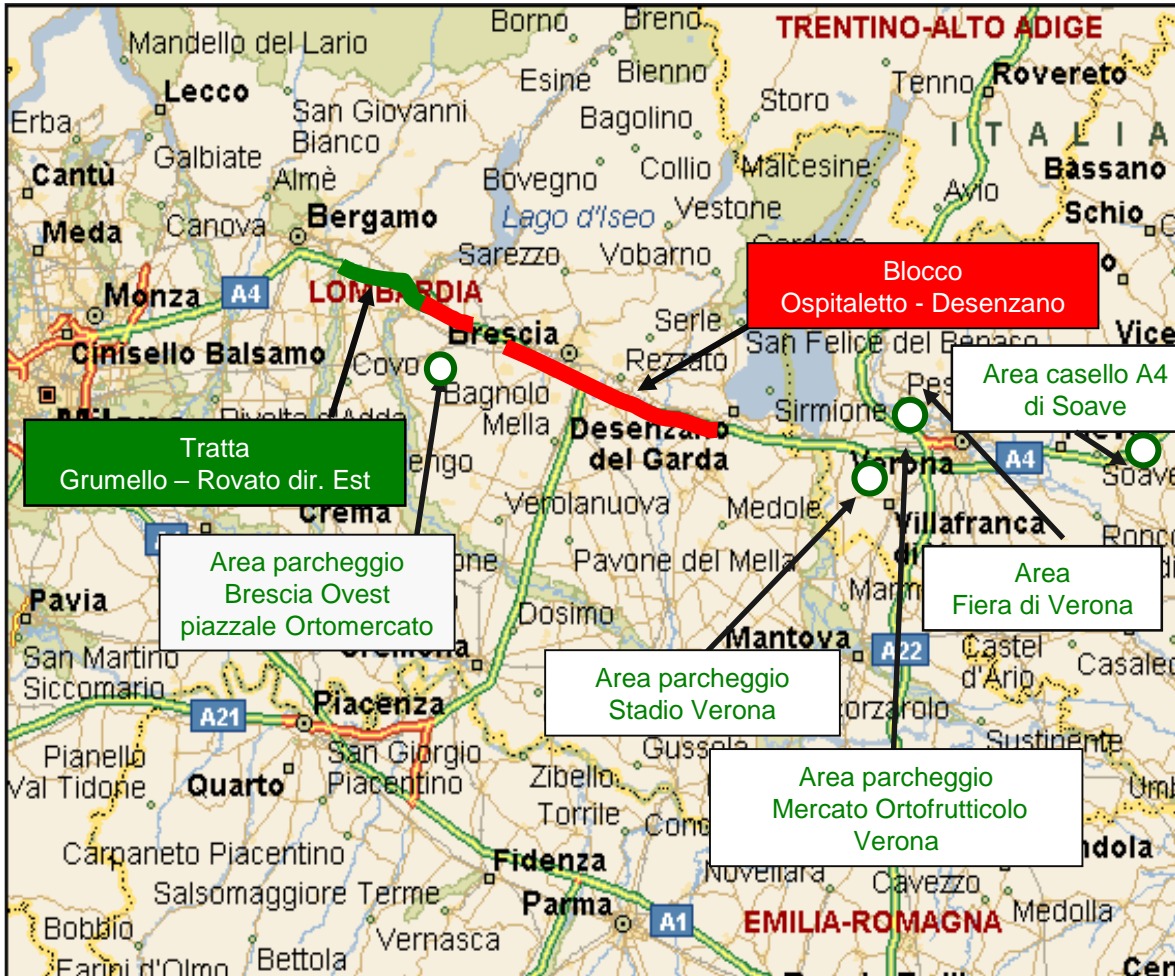 Borno
Breno
TRENTINO-ALTO ADIGE
Mandello del Lario
Esine
Bienno
Tenno
Rovereto
Lecco
San Giovanni
Bianco
Storo
Erba
Bagolino
ITALIA
Galbiate
Collio
Malcesine
Bassano
Cantù
Almè
Bovegno
Avio
Canova
Bergamo
Lago d'Iseo
Vestone
Schio
Meda
Sarezzo
Vobarno
Blocco
Ospitaletto - Desenzano
A4
LOMBARDIA
Monza
Brescia
Serle
Cinisello Balsamo
Covo
Rezzato
San Felice del Benaco
Area casello A4
di Soave
Bagnolo
Mella
Sirmione
Desenzano
del Garda
Tratta
Grumello – Rovato dir. Est
Verona
A4
Soave
Crema
Verolanuova
Medole
Villafranca
Area parcheggio
Brescia Ovest
piazzale Ortomercato
Pavone del Mella
Area
Fiera di Verona
Pavia
Dosimo
Mantova
A22
Castel
d'Ario
San Martino
Siccomario
Area parcheggio
Stadio Verona
A21
Piacenza
Sustinente
Pianello
Val Tidone
San Giorgio
Piacentino
Gussola
Quarto
Zibello
Area parcheggio
Mercato Ortofrutticolo
Verona
Torrile
Carpaneto Piacentino
Fidenza
Novellara
Cavezzo
Salsomaggiore Terme
Parma
A1
EMILIA-ROMAGNA
Medolla
Bobbio
Vernasca
Bettola
Farini d'Olmo